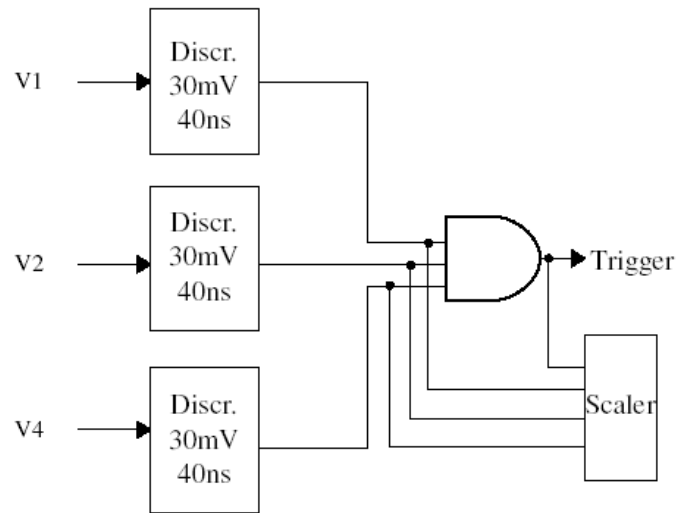 V1
Discr.
30mV
40ns
V2
Discr.
30mV
40ns
Trigger
V4
Discr.
30mV
40ns
Scaler